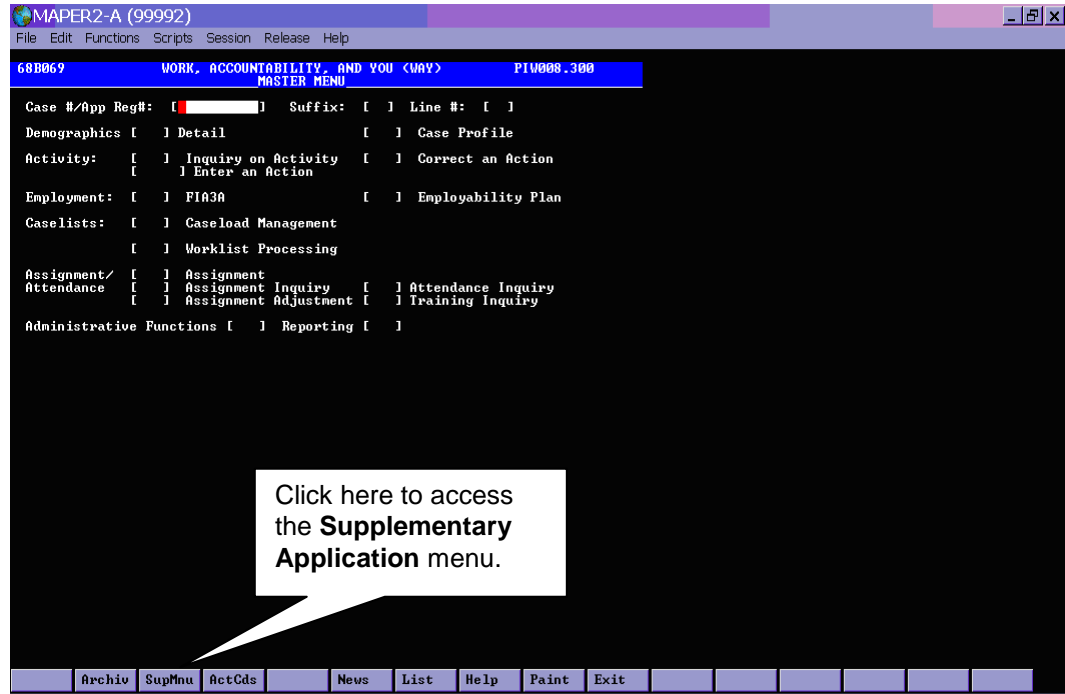 MAPER2-A (99992)
File Edit Functions Scripts Session Release Help
68B069 WORK, ACCOUNTABILITY, AND YOU <WAY> PIW008.300
MASTER MENU
Case #/App Reg#: [ ] Suffix: [ ] Line #: [ ]
Demographics [ ] Detail [ ] Case Profile
Activity: [ ] Inquiry on Activity [ ] Correct an Action
[ ] Enter an Action
Employment: [ ] FIA3A [ ] Employability Plan
Caselists: [ ] Caseload Management
[ ] Worklist Processing
Assignment/ [ ] Assignment
Attendance [ ] Assignment Inquiry [ ] Attendance Inquiry
[ ] Assignment Adjustment [ ] Training Inquiry
Administrative Functions [ ] Reporting [ ]
Click here to access
the Supplementary
Application menu.
Archiv SupMnu ActCds News List Help Paint Exit